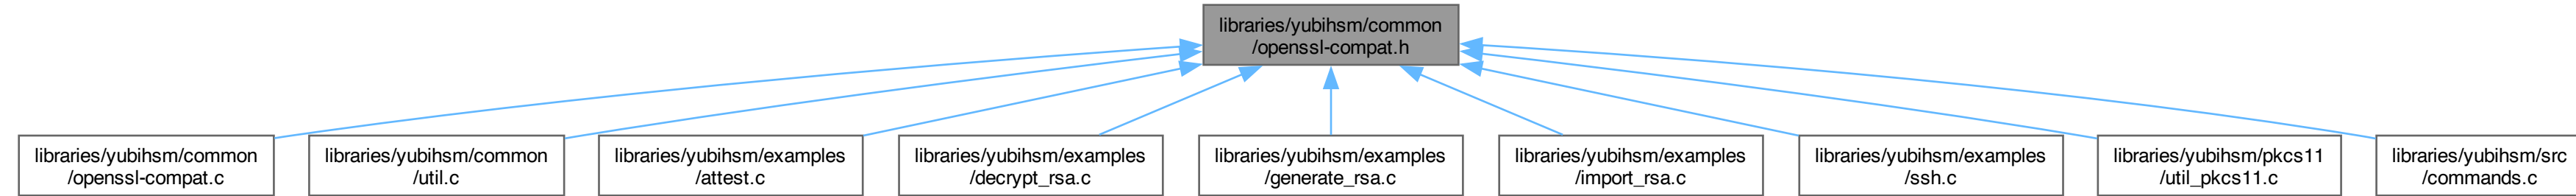 libraries/yubihsm/common
/openssl-compat.h
libraries/yubihsm/common
/openssl-compat.c
libraries/yubihsm/common
/util.c
libraries/yubihsm/examples
/attest.c
libraries/yubihsm/examples
/decrypt_rsa.c
libraries/yubihsm/examples
/generate_rsa.c
libraries/yubihsm/examples
/import_rsa.c
libraries/yubihsm/examples
/ssh.c
libraries/yubihsm/pkcs11
/util_pkcs11.c
libraries/yubihsm/src
/commands.c